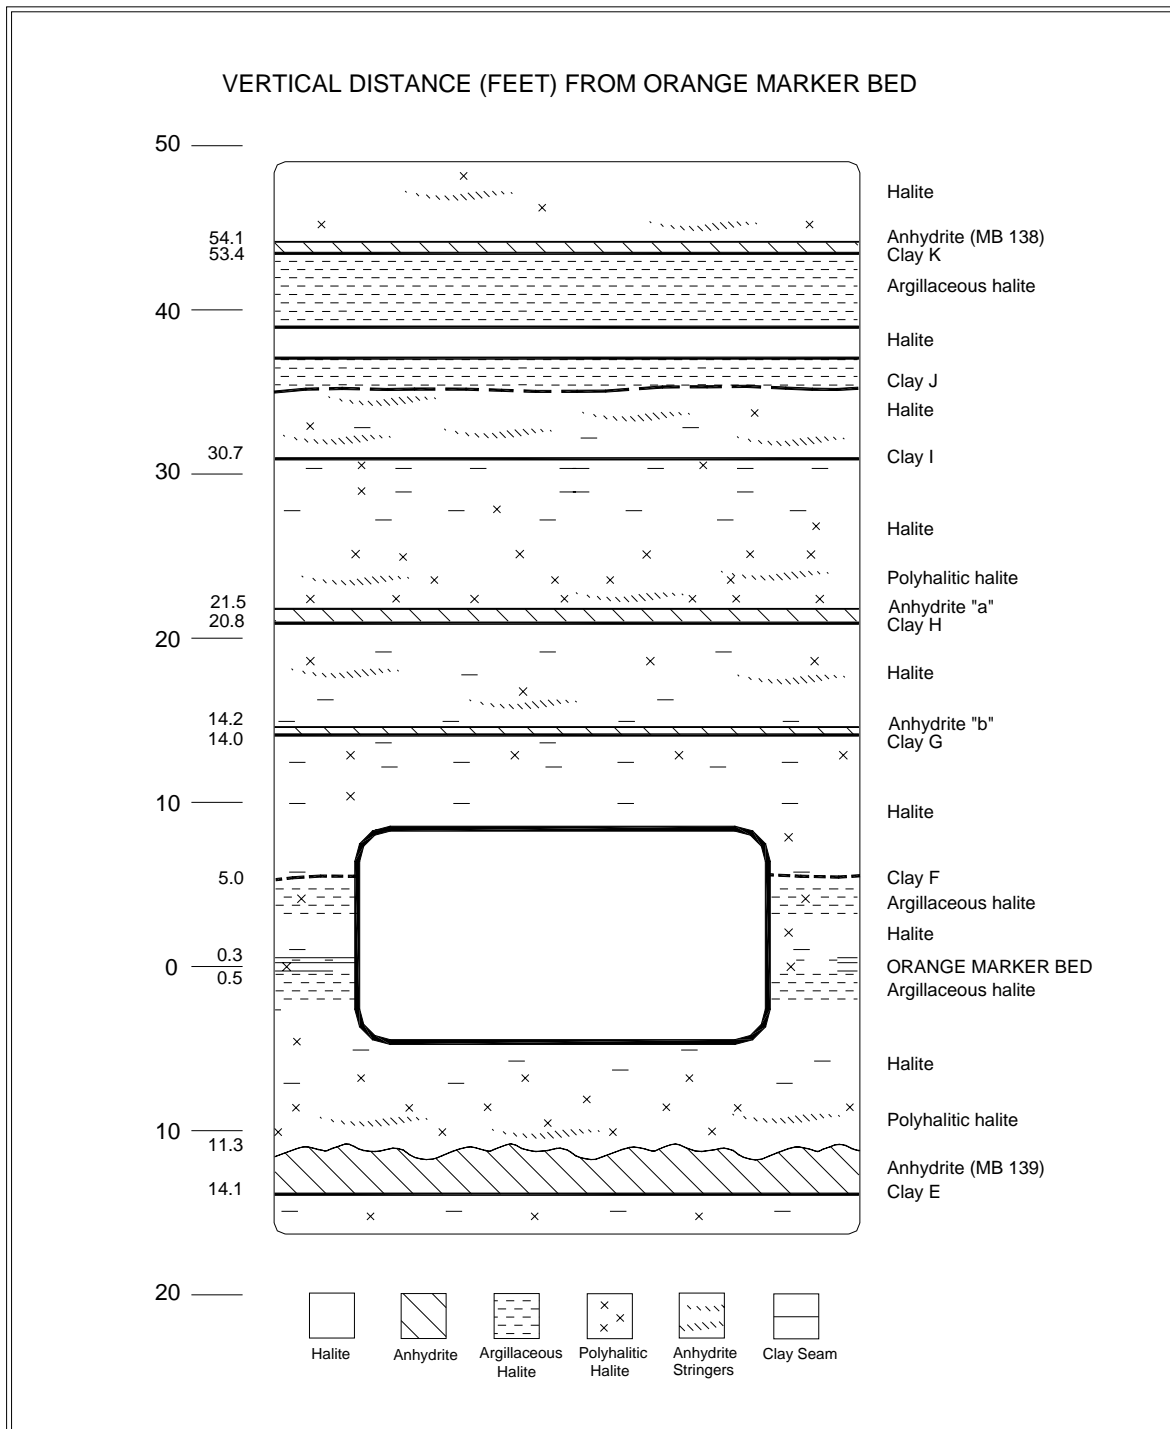 VERTICAL DISTANCE (FEET) FROM ORANGE MARKER BED
50
Halite
54.1
Anhydrite (MB 138)
53.4
Clay K
Argillaceous halite
40
Halite
Clay J
Halite
30.7
Clay I
30
Halite
Polyhalitic halite
21.5
Anhydrite "a"
20.8
Clay H
20
Halite
14.2
Anhydrite "b"
14.0
Clay G
10
Halite
5.0
Clay F
Argillaceous halite
Halite
0.3
0
ORANGE MARKER BED
0.5
Argillaceous halite
Halite
Polyhalitic halite
10
11.3
Anhydrite (MB 139)
14.1
Clay E
20
Halite
Anhydrite
Argillaceous
Halite
Polyhalitic
Halite
Anhydrite
Stringers
Clay Seam